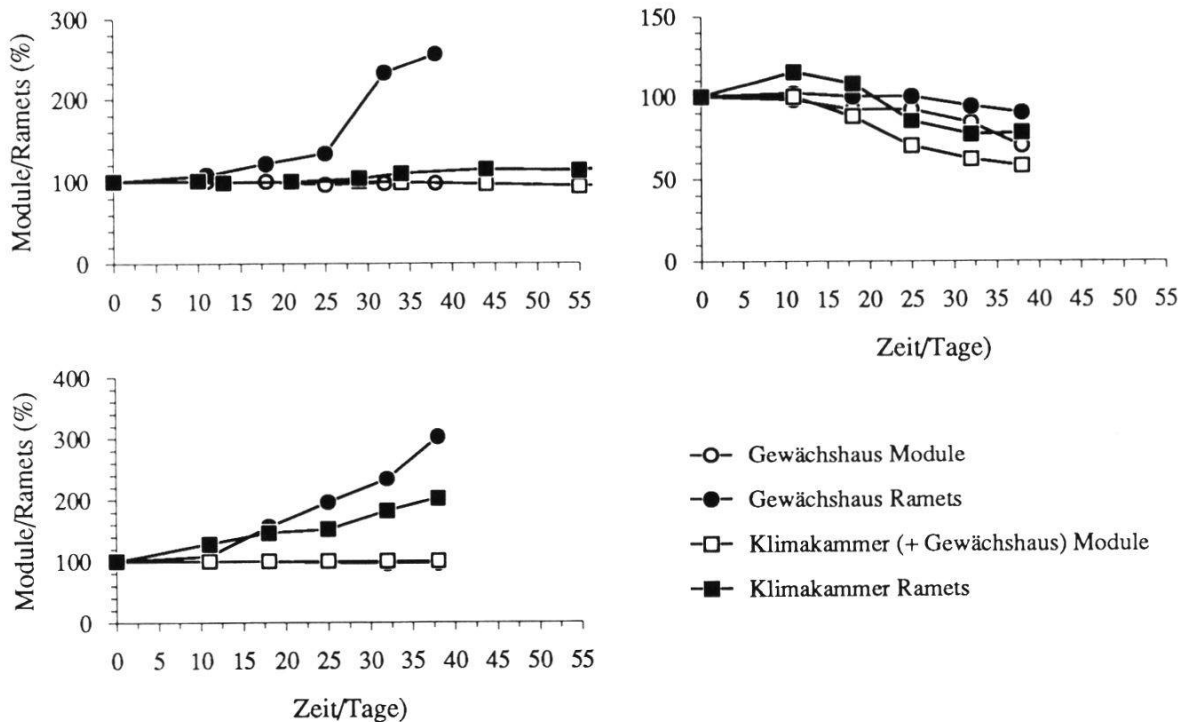 Module/Ramets (%)
300
200
100
0
0 5 10 15 20 25 30 35 40 45 50 55
150
100
50
0
0 5 10 15 20 25 30 35 40 45 50 55
Zeit/Tage)
Module/Ramets (%)
400
300
200
100
0
0 5 10 15 20 25 30 35 40 45 50 55
Zeit/Tage)
Gewächshaus Module
Gewächshaus Ramets
Klimakammer (+ Gewächshaus) Module
Klimakammer Ramets